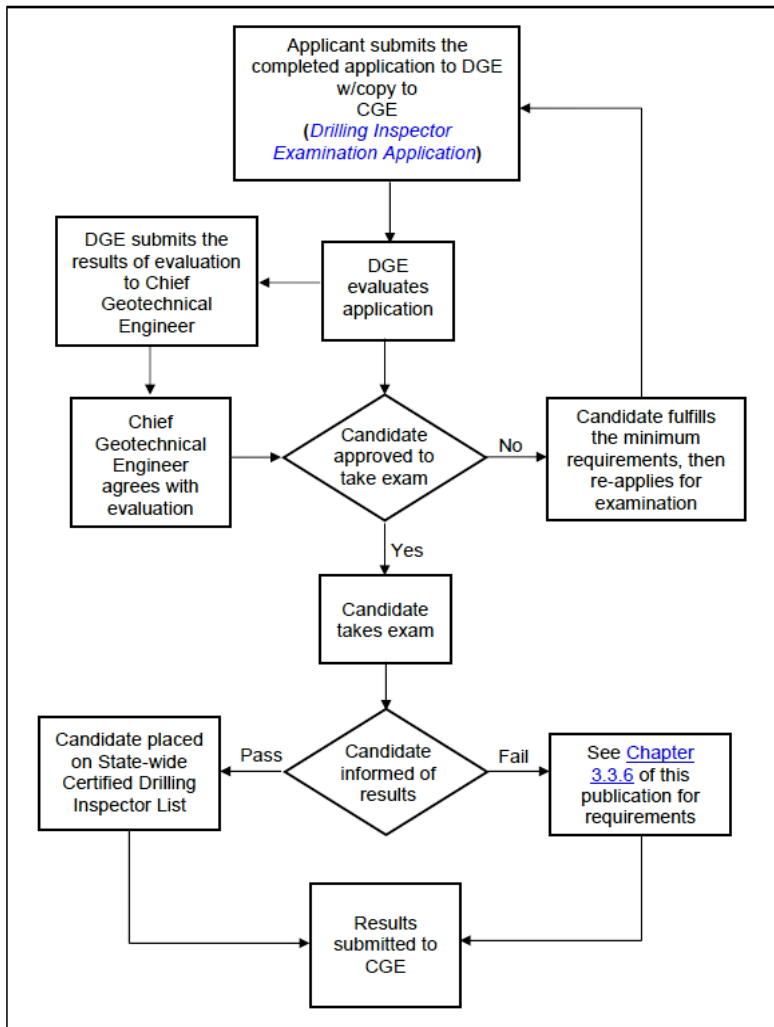 Applicant submits the
completed application to DGE
w/copy to
CGE
(Drilling Inspector
Examination Application)
DGE submits the
results of evaluation
to Chief
Geotechnical
Engineer
DGE
evaluates
application
Chief
Geotechnical
Engineer
agrees with
evaluation
Candidate
approved to
take exam
No
Candidate fulfills
the minimum
requirements, then
re-applies for
examination
Yes
Candidate
takes exam
Candidate placed
on State-wide
Certified Drilling
Inspector List
Pass
Candidate
informed of
results
Fail
See Chapter
3.3.6 of this
publication for
requirements
Results
submitted to
CGE